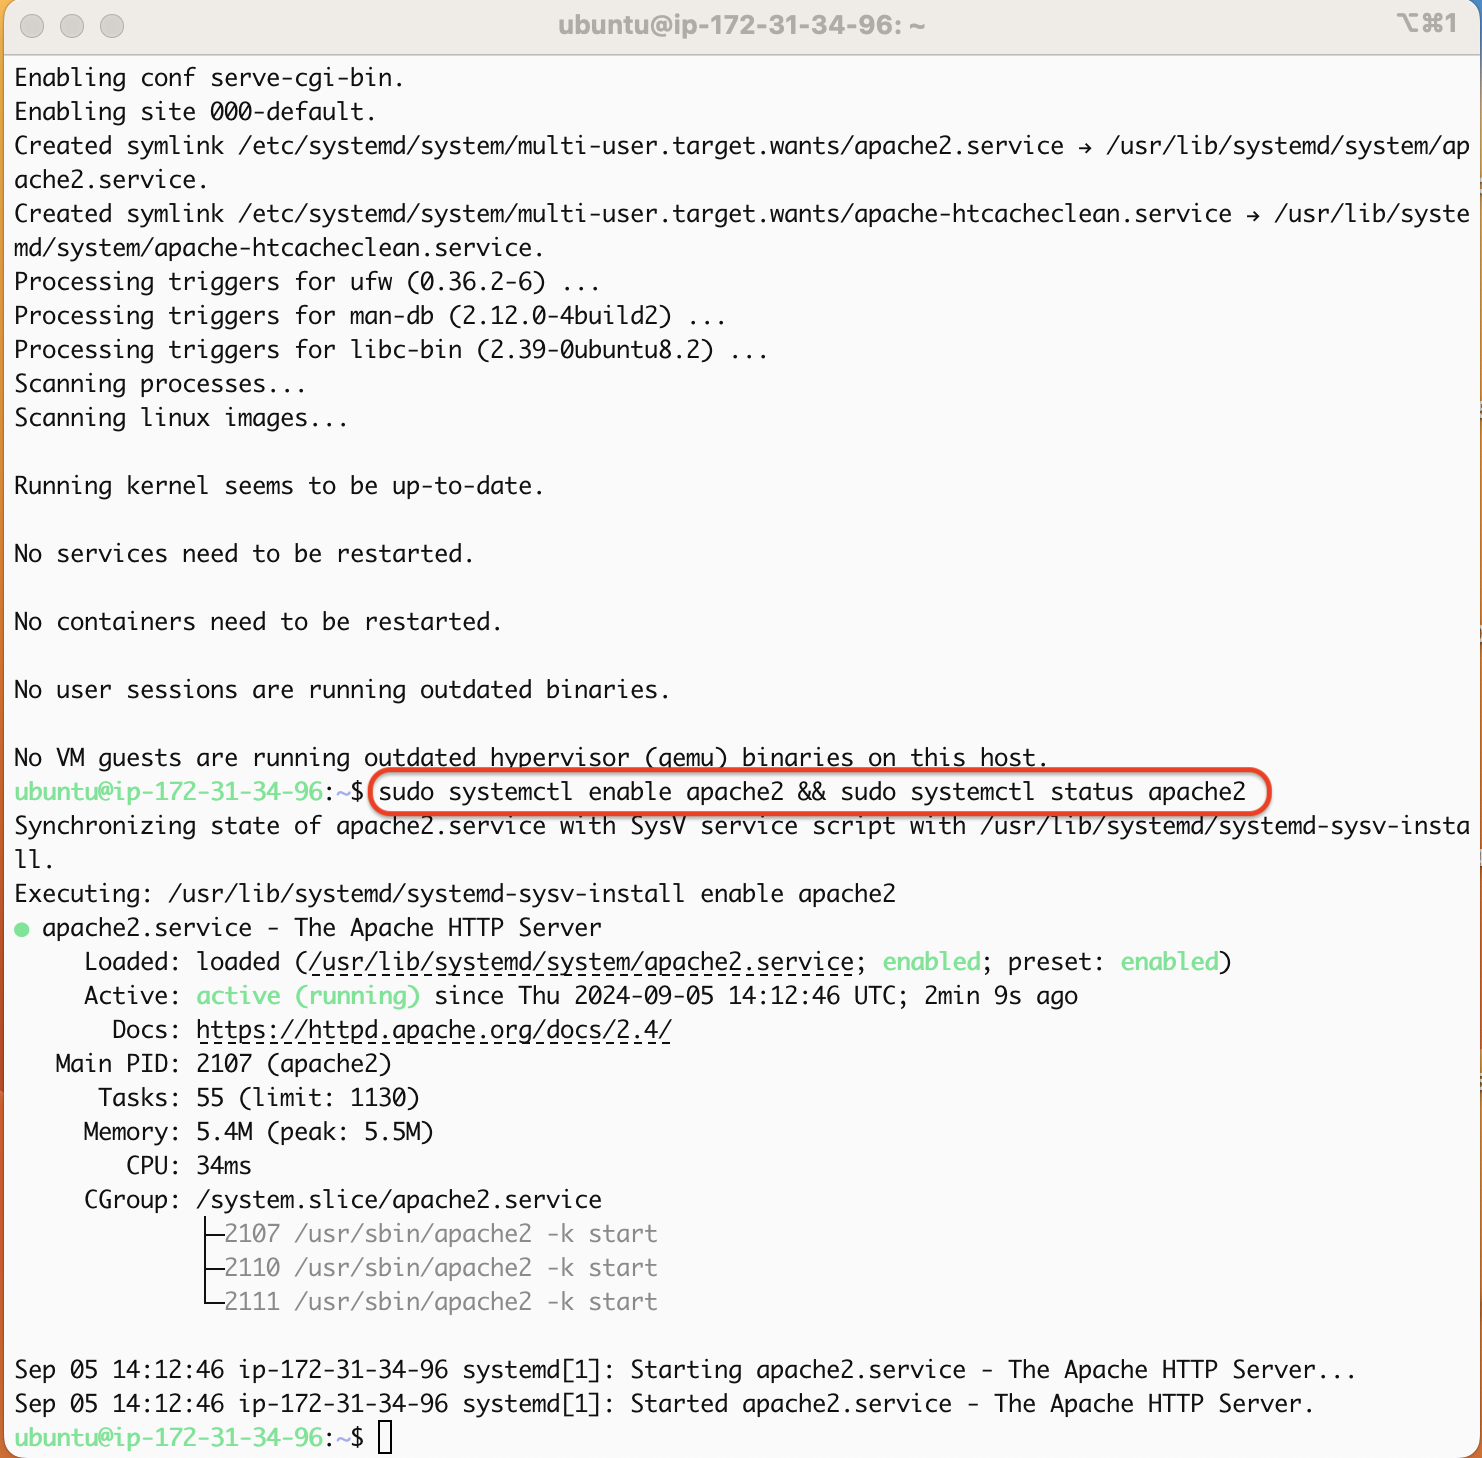 ubuntu@ip-172-31-34-96: ~
⌥⌘1
Enabling conf serve-cgi-bin.
Enabling site 000-default.
Created symlink /etc/systemd/system/multi-user.target.wants/apache2.service → /usr/lib/systemd/system/ap
ache2.service.
Created symlink /etc/systemd/system/multi-user.target.wants/apache-htcacheclean.service → /usr/lib/syste
md/system/apache-htcacheclean.service.
Processing triggers for ufw (0.36.2-6) ...
Processing triggers for man-db (2.12.0-4build2) ...
Processing triggers for libc-bin (2.39-0ubuntu8.2) ...
Scanning processes...
Scanning linux images...
Running kernel seems to be up-to-date.
No services need to be restarted.
No containers need to be restarted.
No user sessions are running outdated binaries.
No VM guests are running outdated hypervisor (qemu) binaries on this host.
ubuntu@ip-172-31-34-96:~$ sudo systemctl enable apache2 && sudo systemctl status apache2
Synchronizing state of apache2.service with SysV service script with /usr/lib/systemd/systemd-sysv-insta
ll.
Executing: /usr/lib/systemd/systemd-sysv-install enable apache2
● apache2.service - The Apache HTTP Server
Loaded: loaded (/usr/lib/systemd/system/apache2.service; enabled; preset: enabled)
Active: active (running) since Thu 2024-09-05 14:12:46 UTC; 2min 9s ago
Docs: https://httpd.apache.org/docs/2.4/
Main PID: 2107 (apache2)
Tasks: 55 (limit: 1130)
Memory: 5.4M (peak: 5.5M)
CPU: 34ms
CGroup: /system.slice/apache2.service
├─2107 /usr/sbin/apache2 -k start
├─2110 /usr/sbin/apache2 -k start
└─2111 /usr/sbin/apache2 -k start
Sep 05 14:12:46 ip-172-31-34-96 systemd[1]: Starting apache2.service - The Apache HTTP Server...
Sep 05 14:12:46 ip-172-31-34-96 systemd[1]: Started apache2.service - The Apache HTTP Server.
ubuntu@ip-172-31-34-96:~$